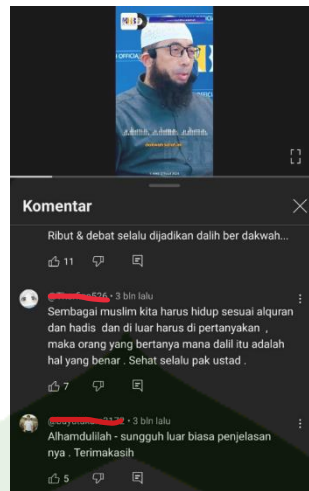 Komentar
Ribut & debat selalu dijadikan dalih ber dakwah...
11
• 3 bln lalu
Sembagai muslim kita harus hidup sesuai alquran
dan hadis dan di luar harus di pertanyakan ,
maka orang yang bertanya mana dalil itu adalah
hal yang benar . Sehat selalu pak ustad .
7
• 3 bln lalu
Alhamdulilah - sungguh luar biasa penjelasan
nya . Terimakasih
5